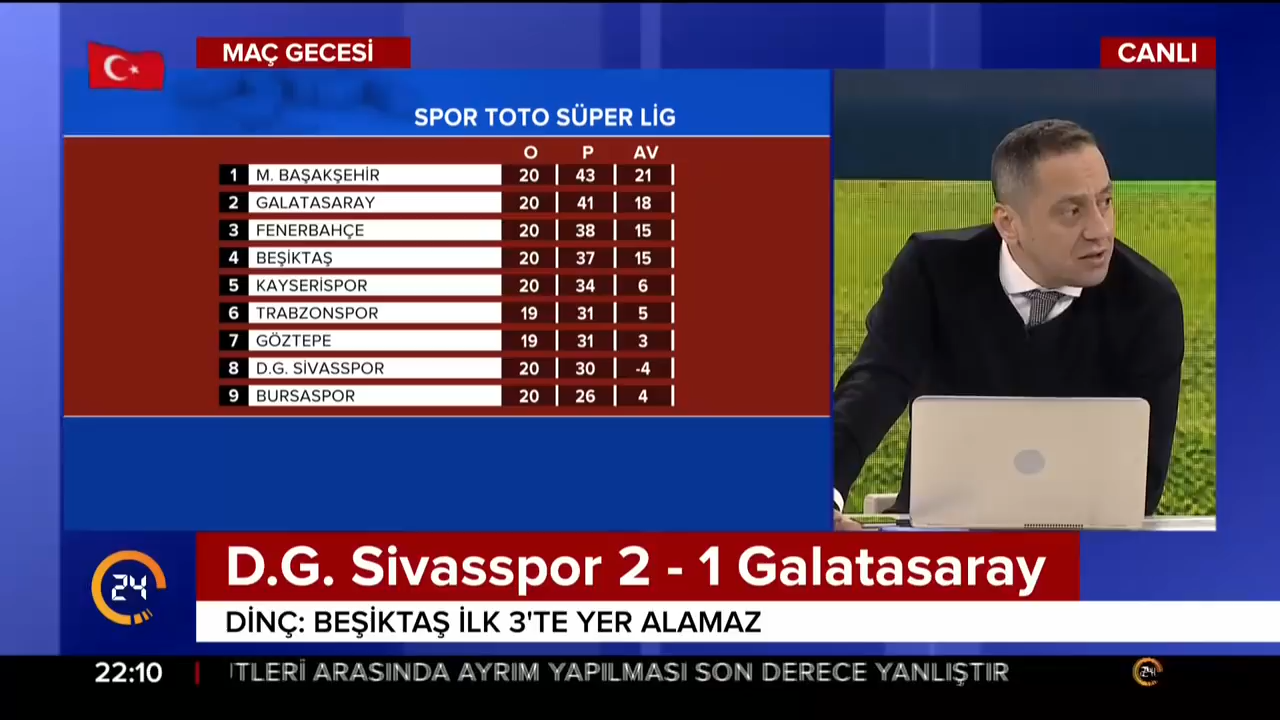 MAÇ GECESİ
CANLI
SPOR TOTO SÜPER LİG
O P AV
1 M. BAŞAKŞEHİR 20 43 21
2 GALATASARAY 20 41 18
3 FENERBAHÇE 20 38 15
4 BEŞİKTAŞ 20 37 15
5 KAYSERİSPOR 20 34 6
6 TRABZONSPOR 19 31 5
7 GÖZTEPE 19 31 3
8 D.G. SİVASSPOR 20 30 -4
9 BURSASPOR 20 26 4
24
D.G. Sivasspor 2 - 1 Galatasaray
DİNÇ: BEŞİKTAŞ İLK 3'TE YER ALAMAZ
22:10 ARASINDA AYRIM YAPILMASI SON DERECE YANLIŞTIR 24